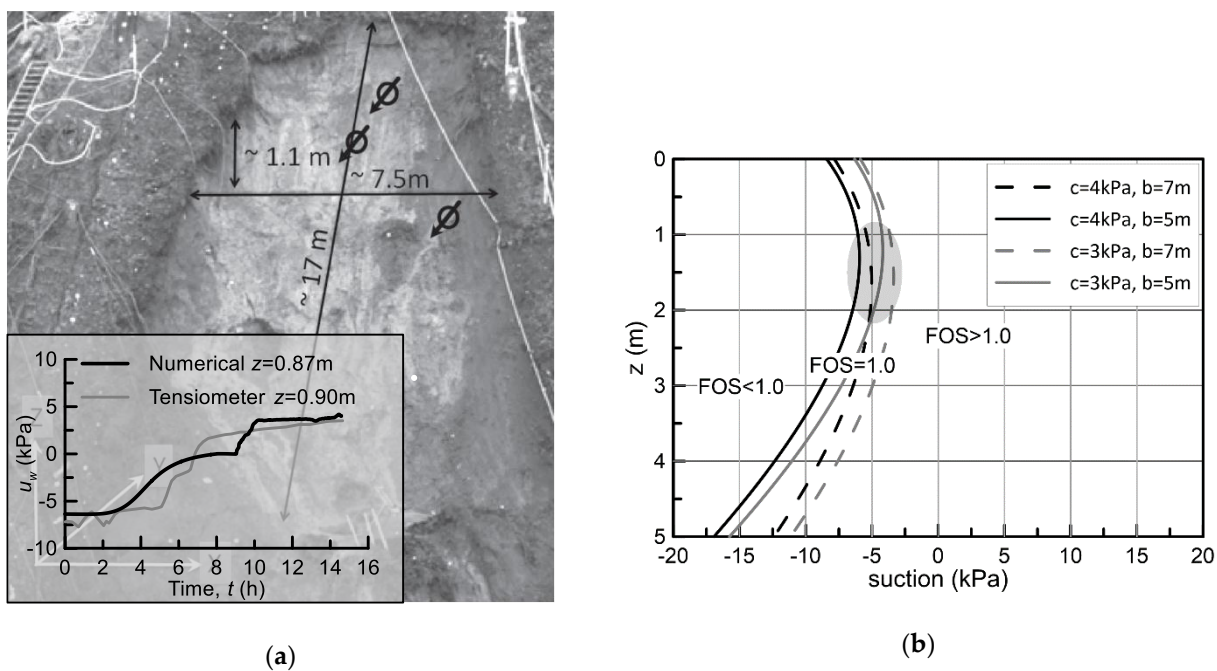 ~ 1.1 m
~ 7.5m
~ 17 m
10
5
0
-5
-10
u_w (kPa)
Numerical z=0.87m
Tensiometer z=0.90m
Z
Y
X
0 2 4 6 8 10 12 14 16
Time, t (h)
(a)
0
1
2
3
4
5
z (m)
c=4kPa, b=7m
c=4kPa, b=5m
c=3kPa, b=7m
c=3kPa, b=5m
FOS>1.0
FOS=1.0
FOS<1.0
-20 -15 -10 -5 0 5 10 15 20
suction (kPa)
(b)